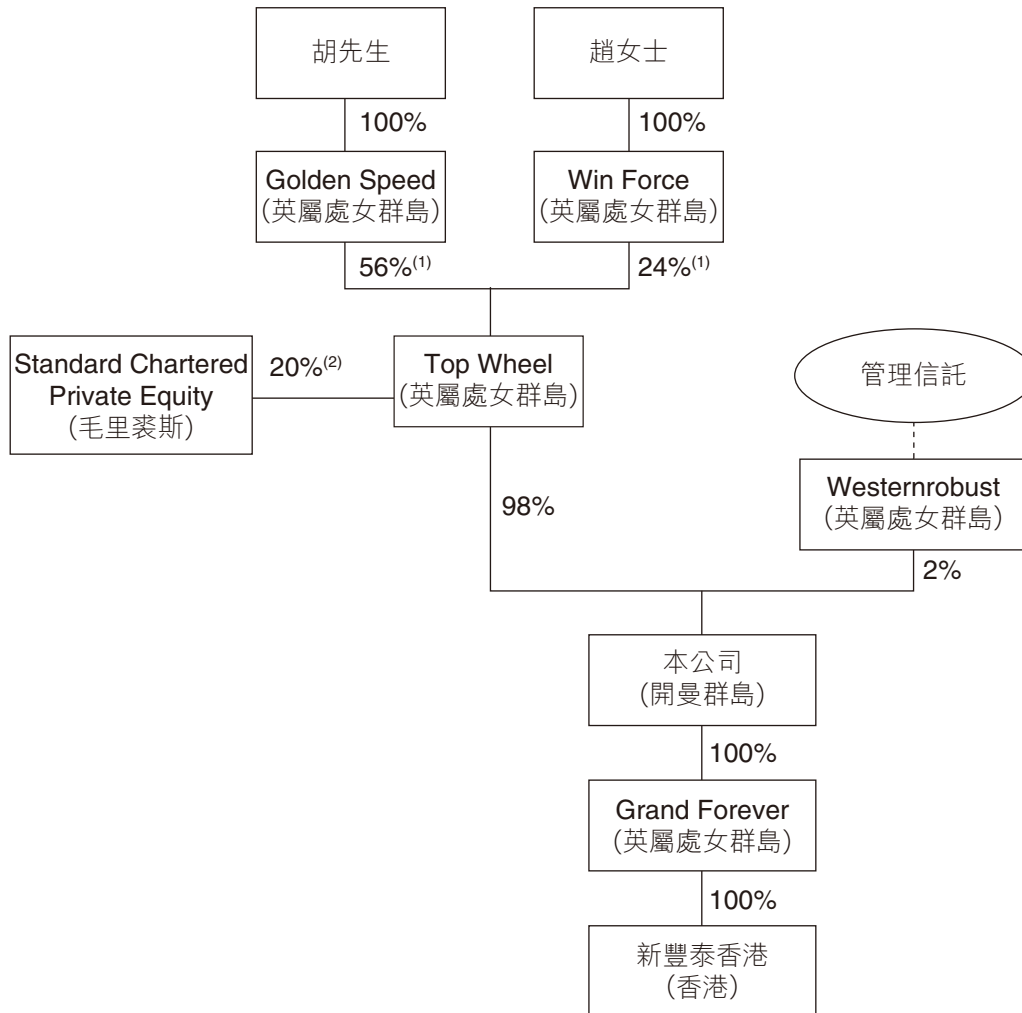 胡先生
趙女士
100%
100%
Golden Speed
(英屬處女群島)
Win Force
(英屬處女群島)
56%(1)
24%(1)
Standard Chartered
Private Equity
(毛里裘斯)
20%(2)
Top Wheel
(英屬處女群島)
管理信託
Westernrobust
(英屬處女群島)
98%
2%
本公司
(開曼群島)
100%
Grand Forever
(英屬處女群島)
100%
新豐泰香港
(香港)